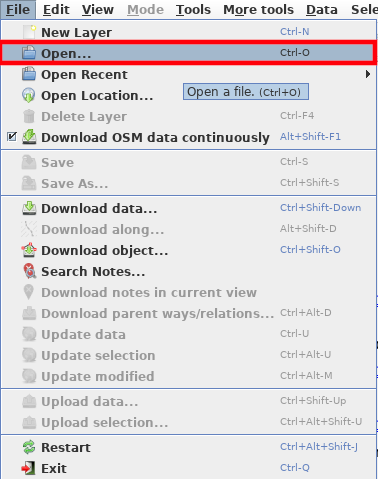 File Edit View Mode Tools More tools Data Sele
New Layer Ctrl-N
Open... Ctrl-O
Open Recent
Open a file. (Ctrl+O)
Open Location...
Delete Layer Ctrl-F4
Download OSM data continuously Alt+Shift-F1
Save Ctrl-S
Save As... Ctrl+Shift-S
Download data... Ctrl+Shift-Down
Download along... Alt+Shift-D
Download object... Ctrl+Shift-O
Search Notes...
Download notes in current view
Download parent ways/relations... Ctrl+Alt-D
Update data Ctrl-U
Update selection Ctrl+Alt-U
Update modified Ctrl+Alt-M
Upload data... Ctrl+Shift-Up
Upload selection... Ctrl+Alt+Shift-U
Restart Ctrl+Alt+Shift-J
Exit Ctrl-Q